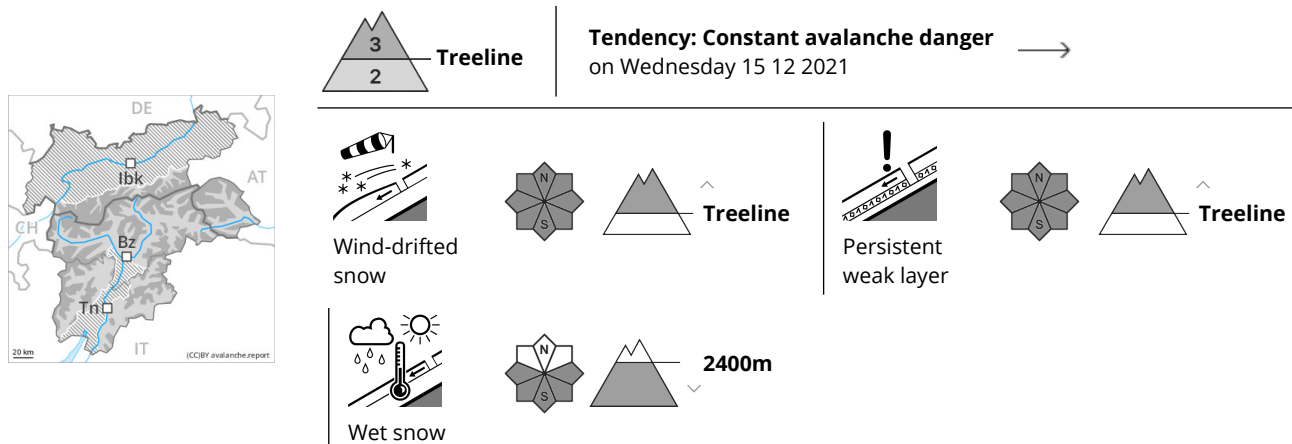 3
2
Treeline
Tendency: Constant avalanche danger
on Wednesday 15 12 2021
DE
Ibk
AT
CH
Bz
Tn
IT
20 km
(CC)BY avalanche.report
N
S
Treeline
Wind-drifted
snow
N
S
Treeline
Persistent
weak layer
N
S
2400m
Wet snow